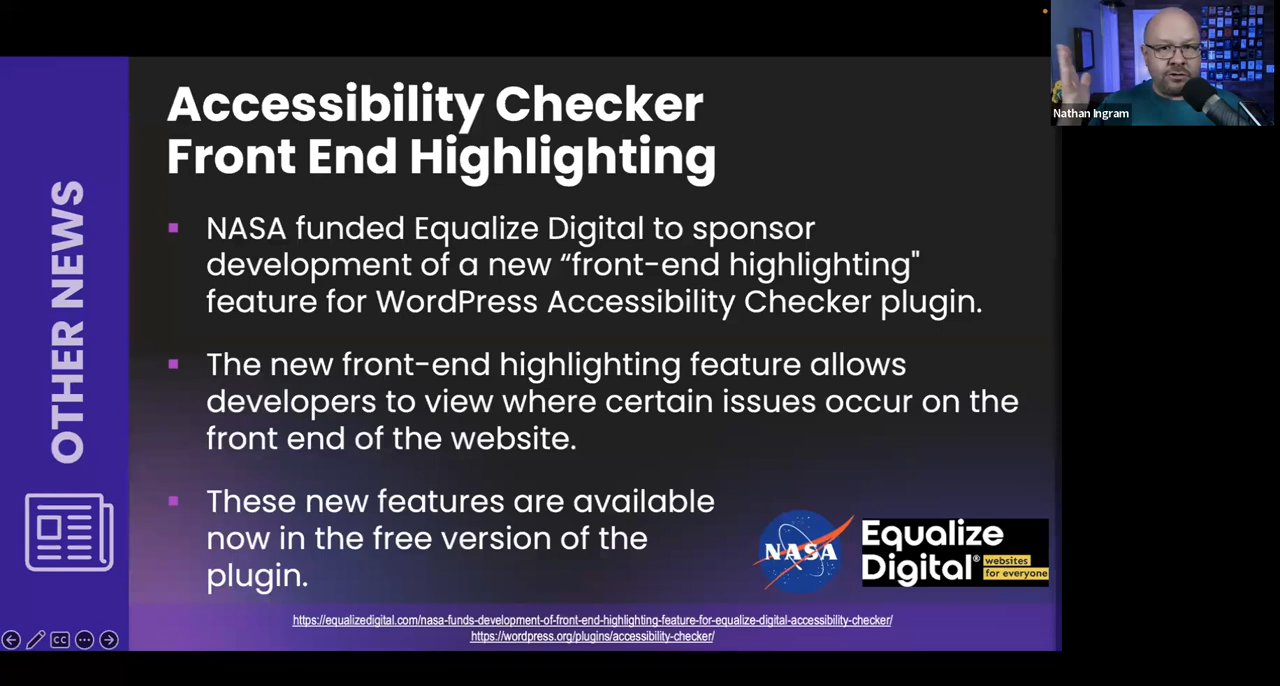 Nathan Ingram
OTHER NEWS
Accessibility Checker
Front End Highlighting
▪ NASA funded Equalize Digital to sponsor
development of a new “front-end highlighting"
feature for WordPress Accessibility Checker plugin.
▪ The new front-end highlighting feature allows
developers to view where certain issues occur on the
front end of the website.
▪ These new features are available
now in the free version of the
plugin.
NASA
Equalize
Digital®
websites
for everyone
https://equalizedigital.com/nasa-funds-development-of-front-end-highlighting-feature-for-equalize-digital-accessibility-checker/
https://wordpress.org/plugins/accessibility-checker/
CC